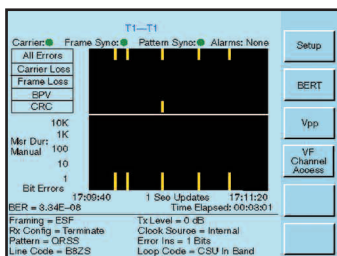 T1—T1
Carrier: Frame Sync: Pattern Sync: Alarms: None
All Errors
Carrier Loss
Frame Loss
BPV
CRC
10K
1K
Msr Dur:
Manual 100
10
1
Bit Errors
17:09:40 1 Sec Updates 17:11:20
BER = 3.34E–08 Time Elapsed: 00:03:01
Framing = ESF Tx Level = 0 dB
Rx Config = Terminate Clock Source = Internal
Pattern = QRSS Error Ins = 1 Bits
Line Code = B8ZS Loop Code = CSU In Band
Setup
BERT
Vpp
VF
Channel
Access